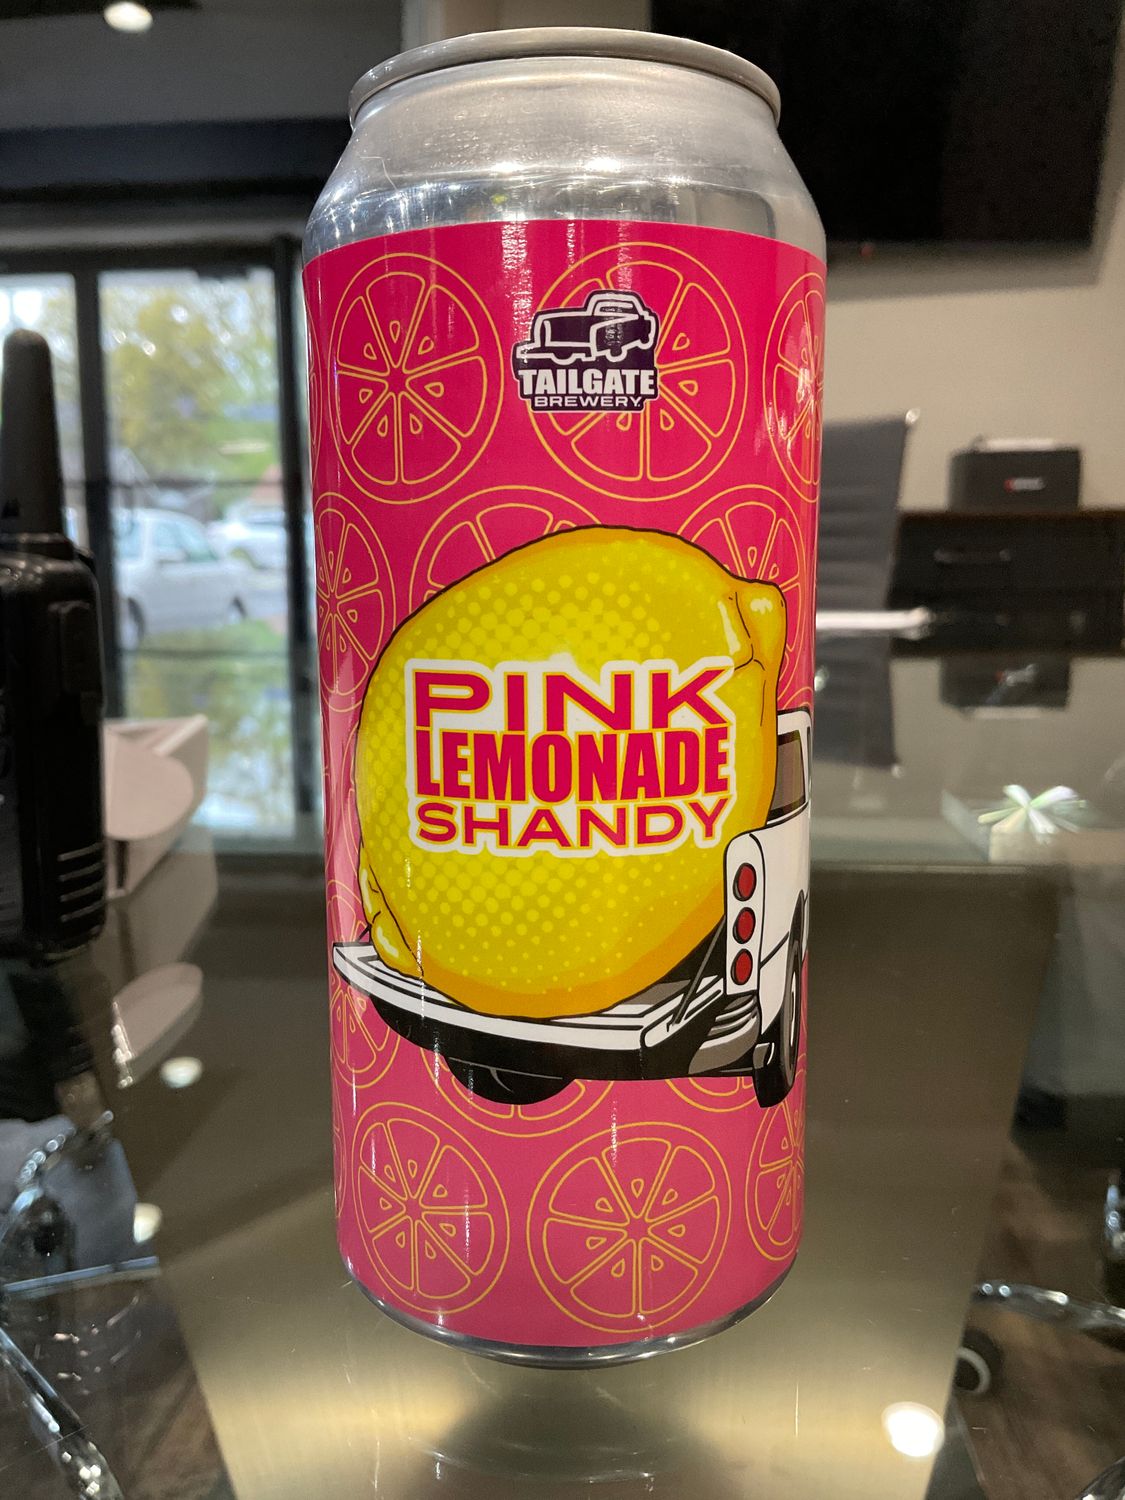 TAILGATE
BREWERY
PINK
LEMONADE
SHANDY